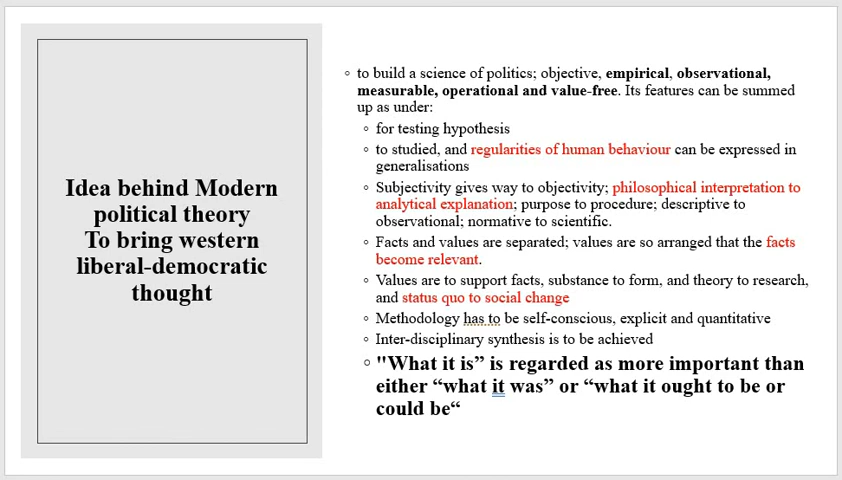 Idea behind Modern
political theory
To bring western
liberal-democratic
thought
◦ to build a science of politics; objective, empirical, observational,
measurable, operational and value-free. Its features can be summed
up as under:
◦ for testing hypothesis
◦ to studied, and regularities of human behaviour can be expressed in
generalisations
◦ Subjectivity gives way to objectivity; philosophical interpretation to
analytical explanation; purpose to procedure; descriptive to
observational; normative to scientific.
◦ Facts and values are separated; values are so arranged that the facts
become relevant.
◦ Values are to support facts, substance to form, and theory to research,
and status quo to social change
◦ Methodology has to be self-conscious, explicit and quantitative
◦ Inter-disciplinary synthesis is to be achieved
◦ "What it is” is regarded as more important than
either “what it was” or “what it ought to be or
could be“